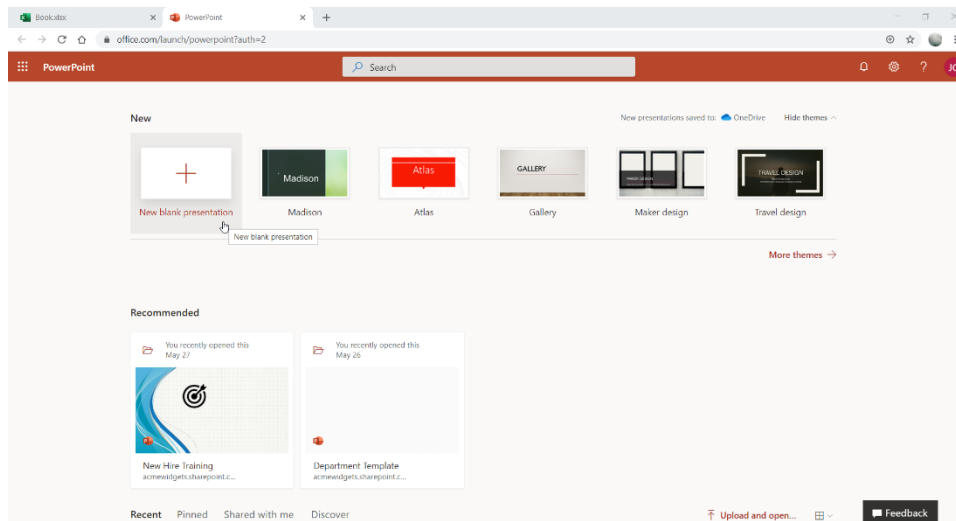 Book.xlsx
PowerPoint
office.com/launch/powerpoint?auth=2
PowerPoint
Search
JC
New
New presentations saved to: OneDrive
Hide themes
Madison
Atlas
GALLERY
TRAVEL DESIGN
New blank presentation
Madison
Atlas
Gallery
Maker design
Travel design
New blank presentation
More themes
Recommended
You recently opened this
May 27
You recently opened this
May 26
New Hire Training
acmewidgets.sharepoint.c...
Department Template
acmewidgets.sharepoint.c...
Recent Pinned Shared with me Discover
Upload and open...
Feedback